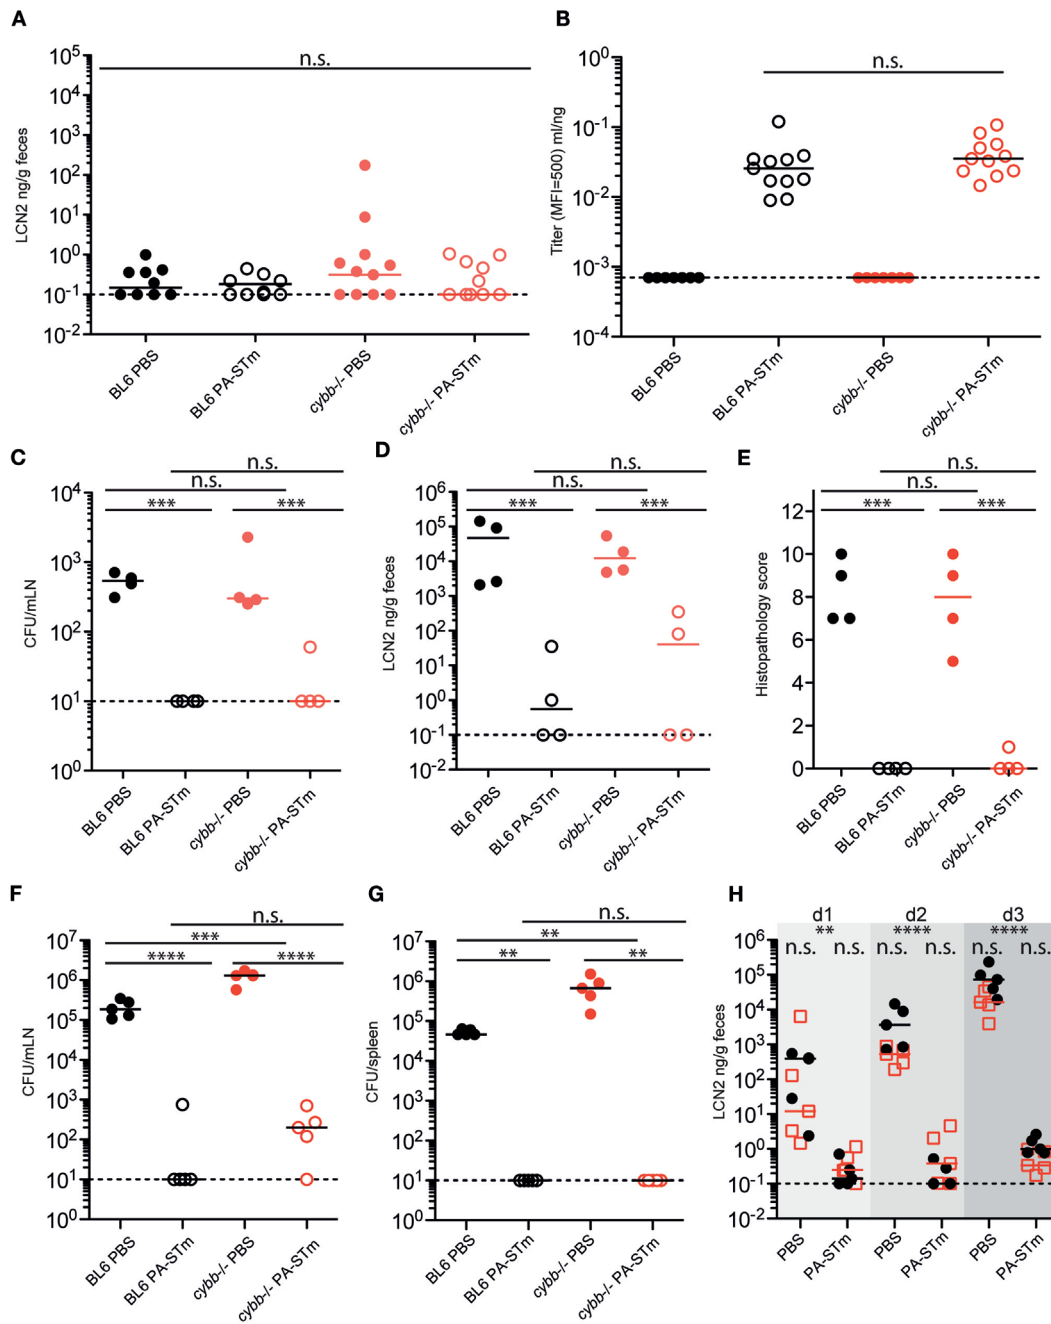 A
LCN2 ng/g feces
n.s.
10^5
10^4
10^3
10^2
10^1
10^0
10^-1
10^-2
BL6 PBS
BL6 PA-STm
cybb-/- PBS
cybb-/- PA-STm
B
Titer (MFI=500) ml/ng
n.s.
10^0
10^-1
10^-2
10^-3
10^-4
BL6 PBS
BL6 PA-STm
cybb-/- PBS
cybb-/- PA-STm
C
CFU/mLN
n.s.
n.s.
*** ***
10^4
10^3
10^2
10^1
10^0
BL6 PBS
BL6 PA-STm
cybb-/- PBS
cybb-/- PA-STm
D
LCN2 ng/g feces
n.s.
n.s.
*** ***
10^6
10^5
10^4
10^3
10^2
10^1
10^0
10^-1
10^-2
BL6 PBS
BL6 PA-STm
cybb-/- PBS
cybb-/- PA-STm
E
Histopathology score
n.s.
n.s.
*** ***
12
10
8
6
4
2
0
BL6 PBS
BL6 PA-STm
cybb-/- PBS
cybb-/- PA-STm
F
CFU/mLN
n.s.
***
**** ****
10^7
10^6
10^5
10^4
10^3
10^2
10^1
10^0
BL6 PBS
BL6 PA-STm
cybb-/- PBS
cybb-/- PA-STm
G
CFU/spleen
n.s.
**
** **
10^7
10^6
10^5
10^4
10^3
10^2
10^1
10^0
BL6 PBS
BL6 PA-STm
cybb-/- PBS
cybb-/- PA-STm
H
LCN2 ng/g feces
d1 d2 d3
** **** ****
n.s. n.s. n.s. n.s. n.s. n.s.
10^6
10^5
10^4
10^3
10^2
10^1
10^0
10^-1
10^-2
PBS
PA-STm
PBS
PA-STm
PBS
PA-STm